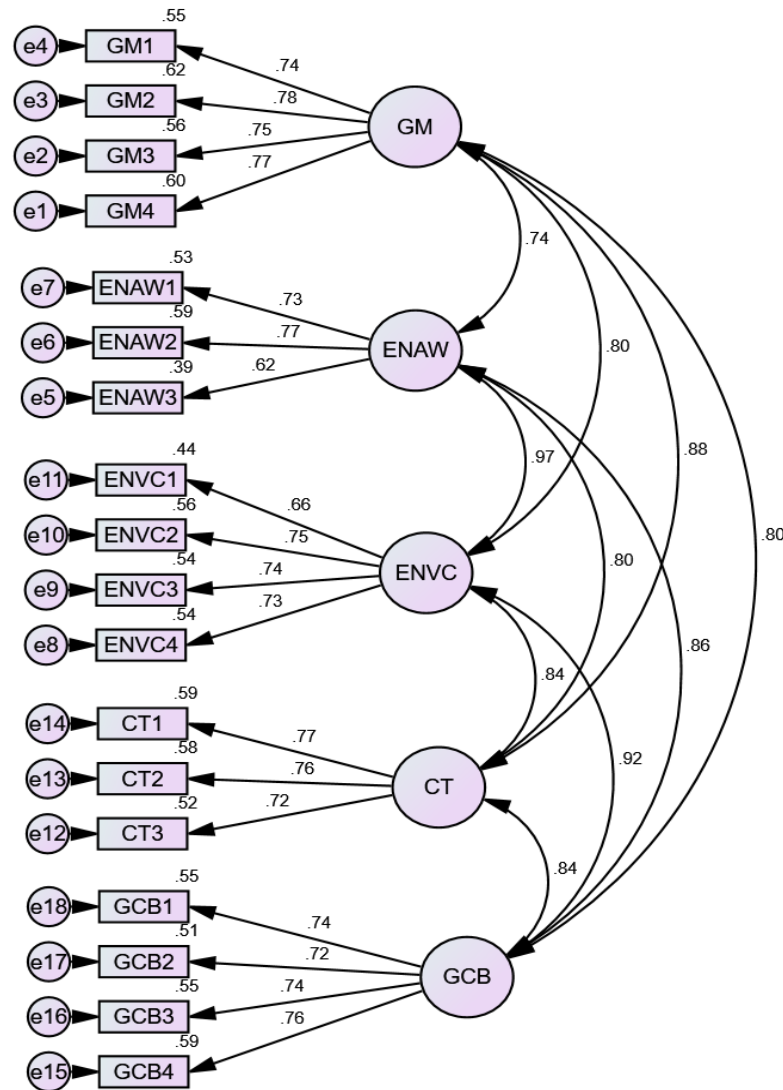 .55
e4 GM1
.74
.62
e3 GM2
.78
GM
.56
e2 GM3
.75
.60
e1 GM4
.77
.74
.53
e7 ENAW1
.73
.59
e6 ENAW2
.77
ENAW
.80
.39
e5 ENAW3
.62
.44
e11 ENVC1
.66
.97
.88
.56
e10 ENVC2
.75
.80
.54
e9 ENVC3
.74
ENVC
.80
.54
e8 ENVC4
.73
.86
.84
.59
e14 CT1
.77
.58
e13 CT2
.76
CT
.92
.52
e12 CT3
.72
.84
.55
e18 GCB1
.74
.51
e17 GCB2
.72
GCB
.55
e16 GCB3
.74
.59
e15 GCB4
.76